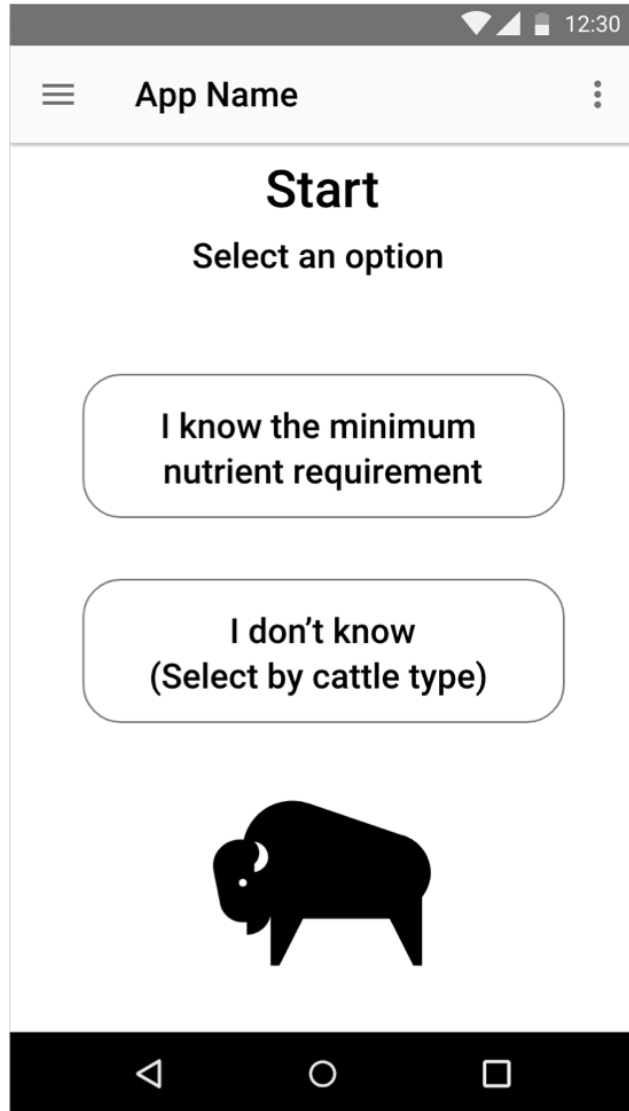 12:30
App Name
Start
Select an option
I know the minimum
nutrient requirement
I don’t know
(Select by cattle type)